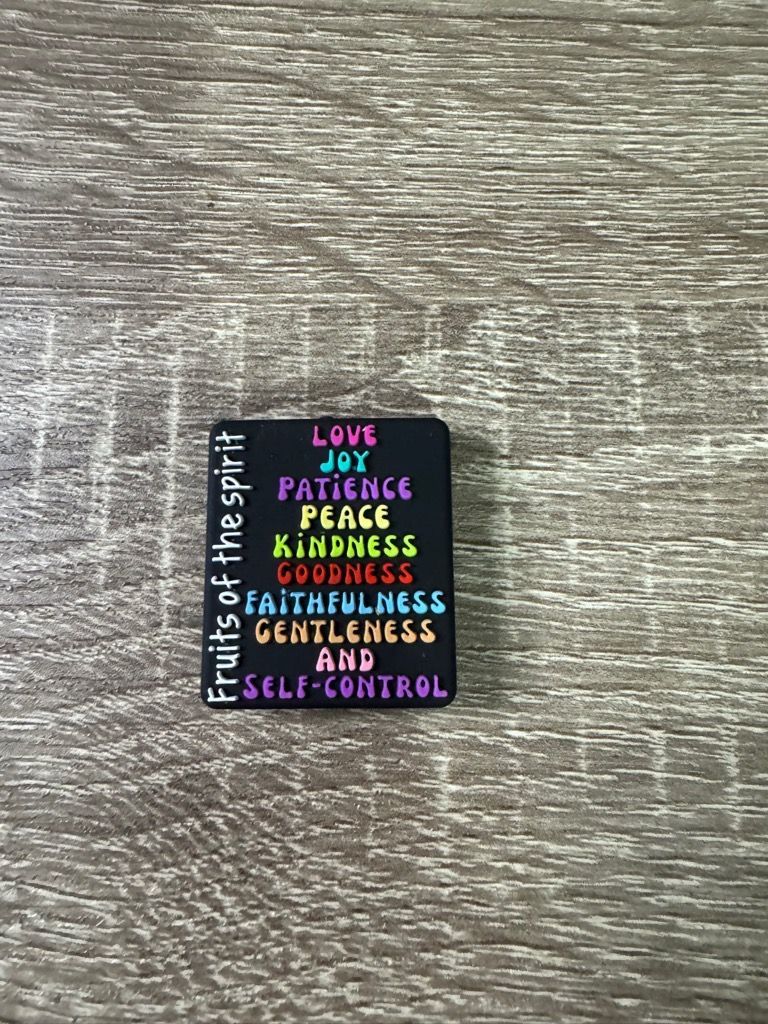 Fruits of the spirit
LOVE
JOY
PATiENCE
PEACE
KiNDNESS
GOODNESS
FAiTHFULNESS
GENTLENESS
AND
SELF-CONTROL